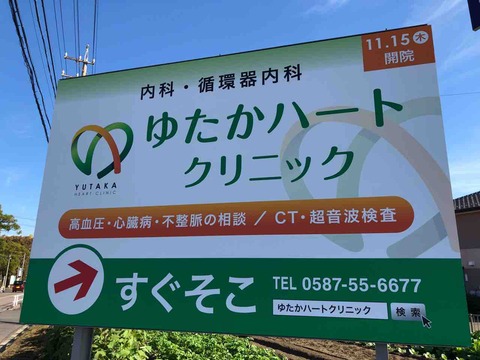 11.15㊍
開院
内科・循環器内科
ゆたかハート
クリニック
YUTAKA
HEART CLINIC
高血圧・心臓病・不整脈の相談 / CT・超音波検査
すぐそこ
TEL 0587-55-6677
ゆたかハートクリニック 検索